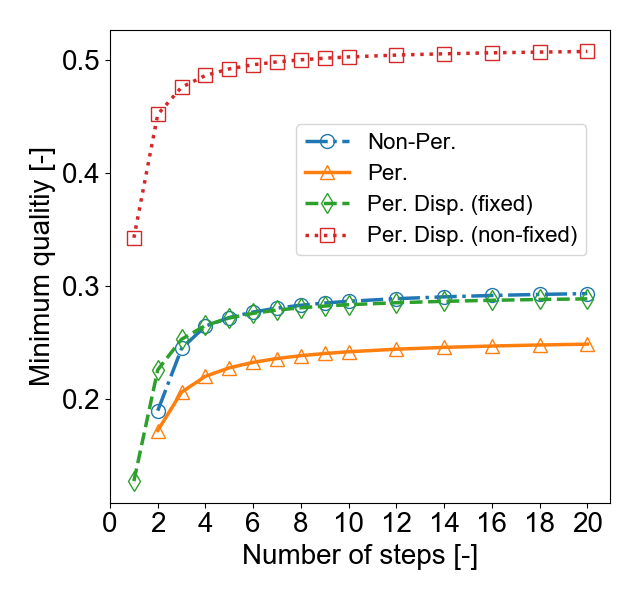 0.5
0.4
0.3
0.2
Minimum qualitiy [-]
Non-Per.
Per.
Per. Disp. (fixed)
Per. Disp. (non-fixed)
0 2 4 6 8 10 12 14 16 18 20
Number of steps [-]